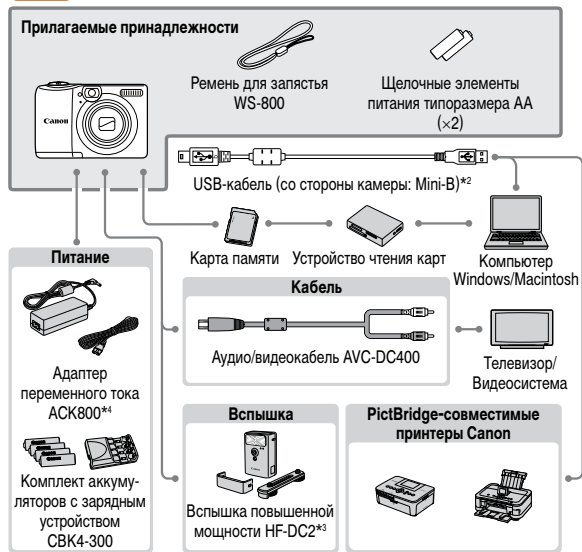 Прилагаемые принадлежности
Canon
Ремень для запястья
WS-800
Щелочные элементы
питания типоразмера AA
(×2)
USB-кабель (со стороны камеры: Mini-B)*2
Карта памяти
Устройство чтения карт
Компьютер
Windows/Macintosh
Питание
Адаптер
переменного тока
ACK800*4
Комплект аккуму-
ляторов с зарядным
устройством
CBK4-300
Кабель
Аудио/видеокабель AVC-DC400
Телевизор/
Видеосистема
Вспышка
Вспышка повышенной
мощности HF-DC2*3
PictBridge-совместимые
принтеры Canon